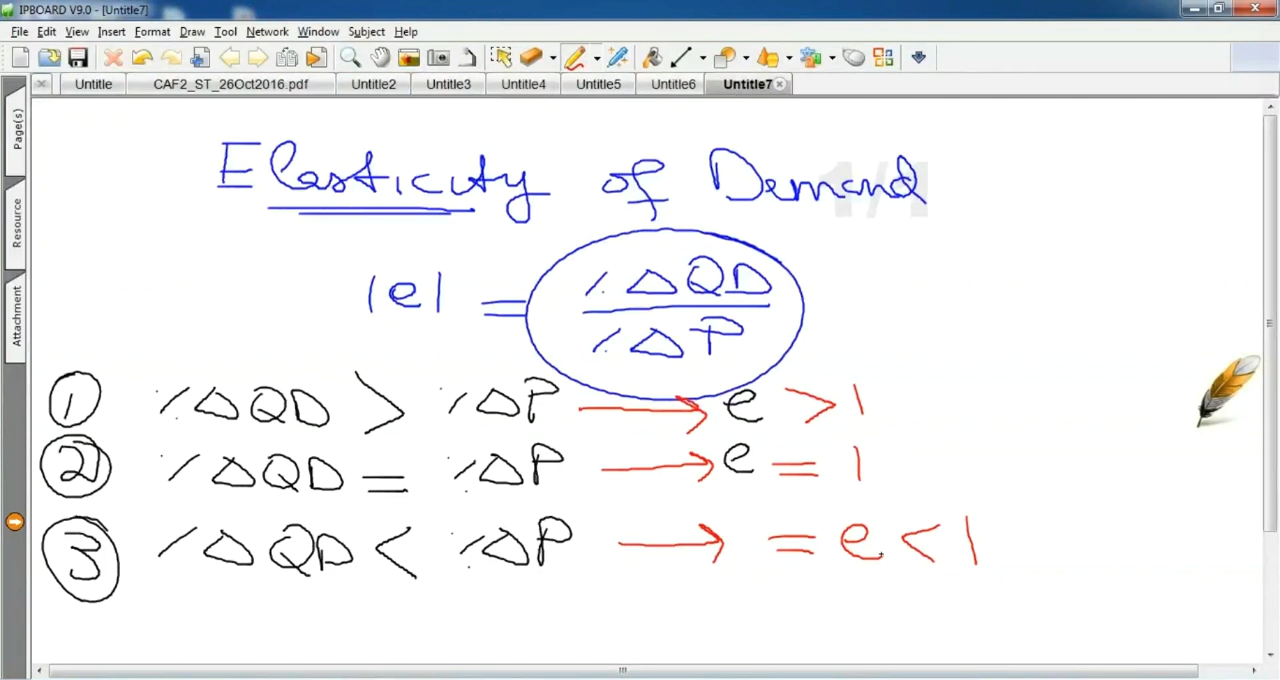 IPBOARD V9.0 - [Untitle7]
File Edit View Insert Format Draw Tool Network Window Subject Help
Untitle CAF2_ST_26Oct2016.pdf Untitle2 Untitle3 Untitle4 Untitle5 Untitle6 Untitle7
Page(s)
Resource
Attachment
1/1
Elasticity of Demand
|e| = %ΔQD
%ΔP
① %ΔQD > %ΔP → e > 1
② %ΔQD = %ΔP → e = 1
③ %ΔQD < %ΔP → = e < 1